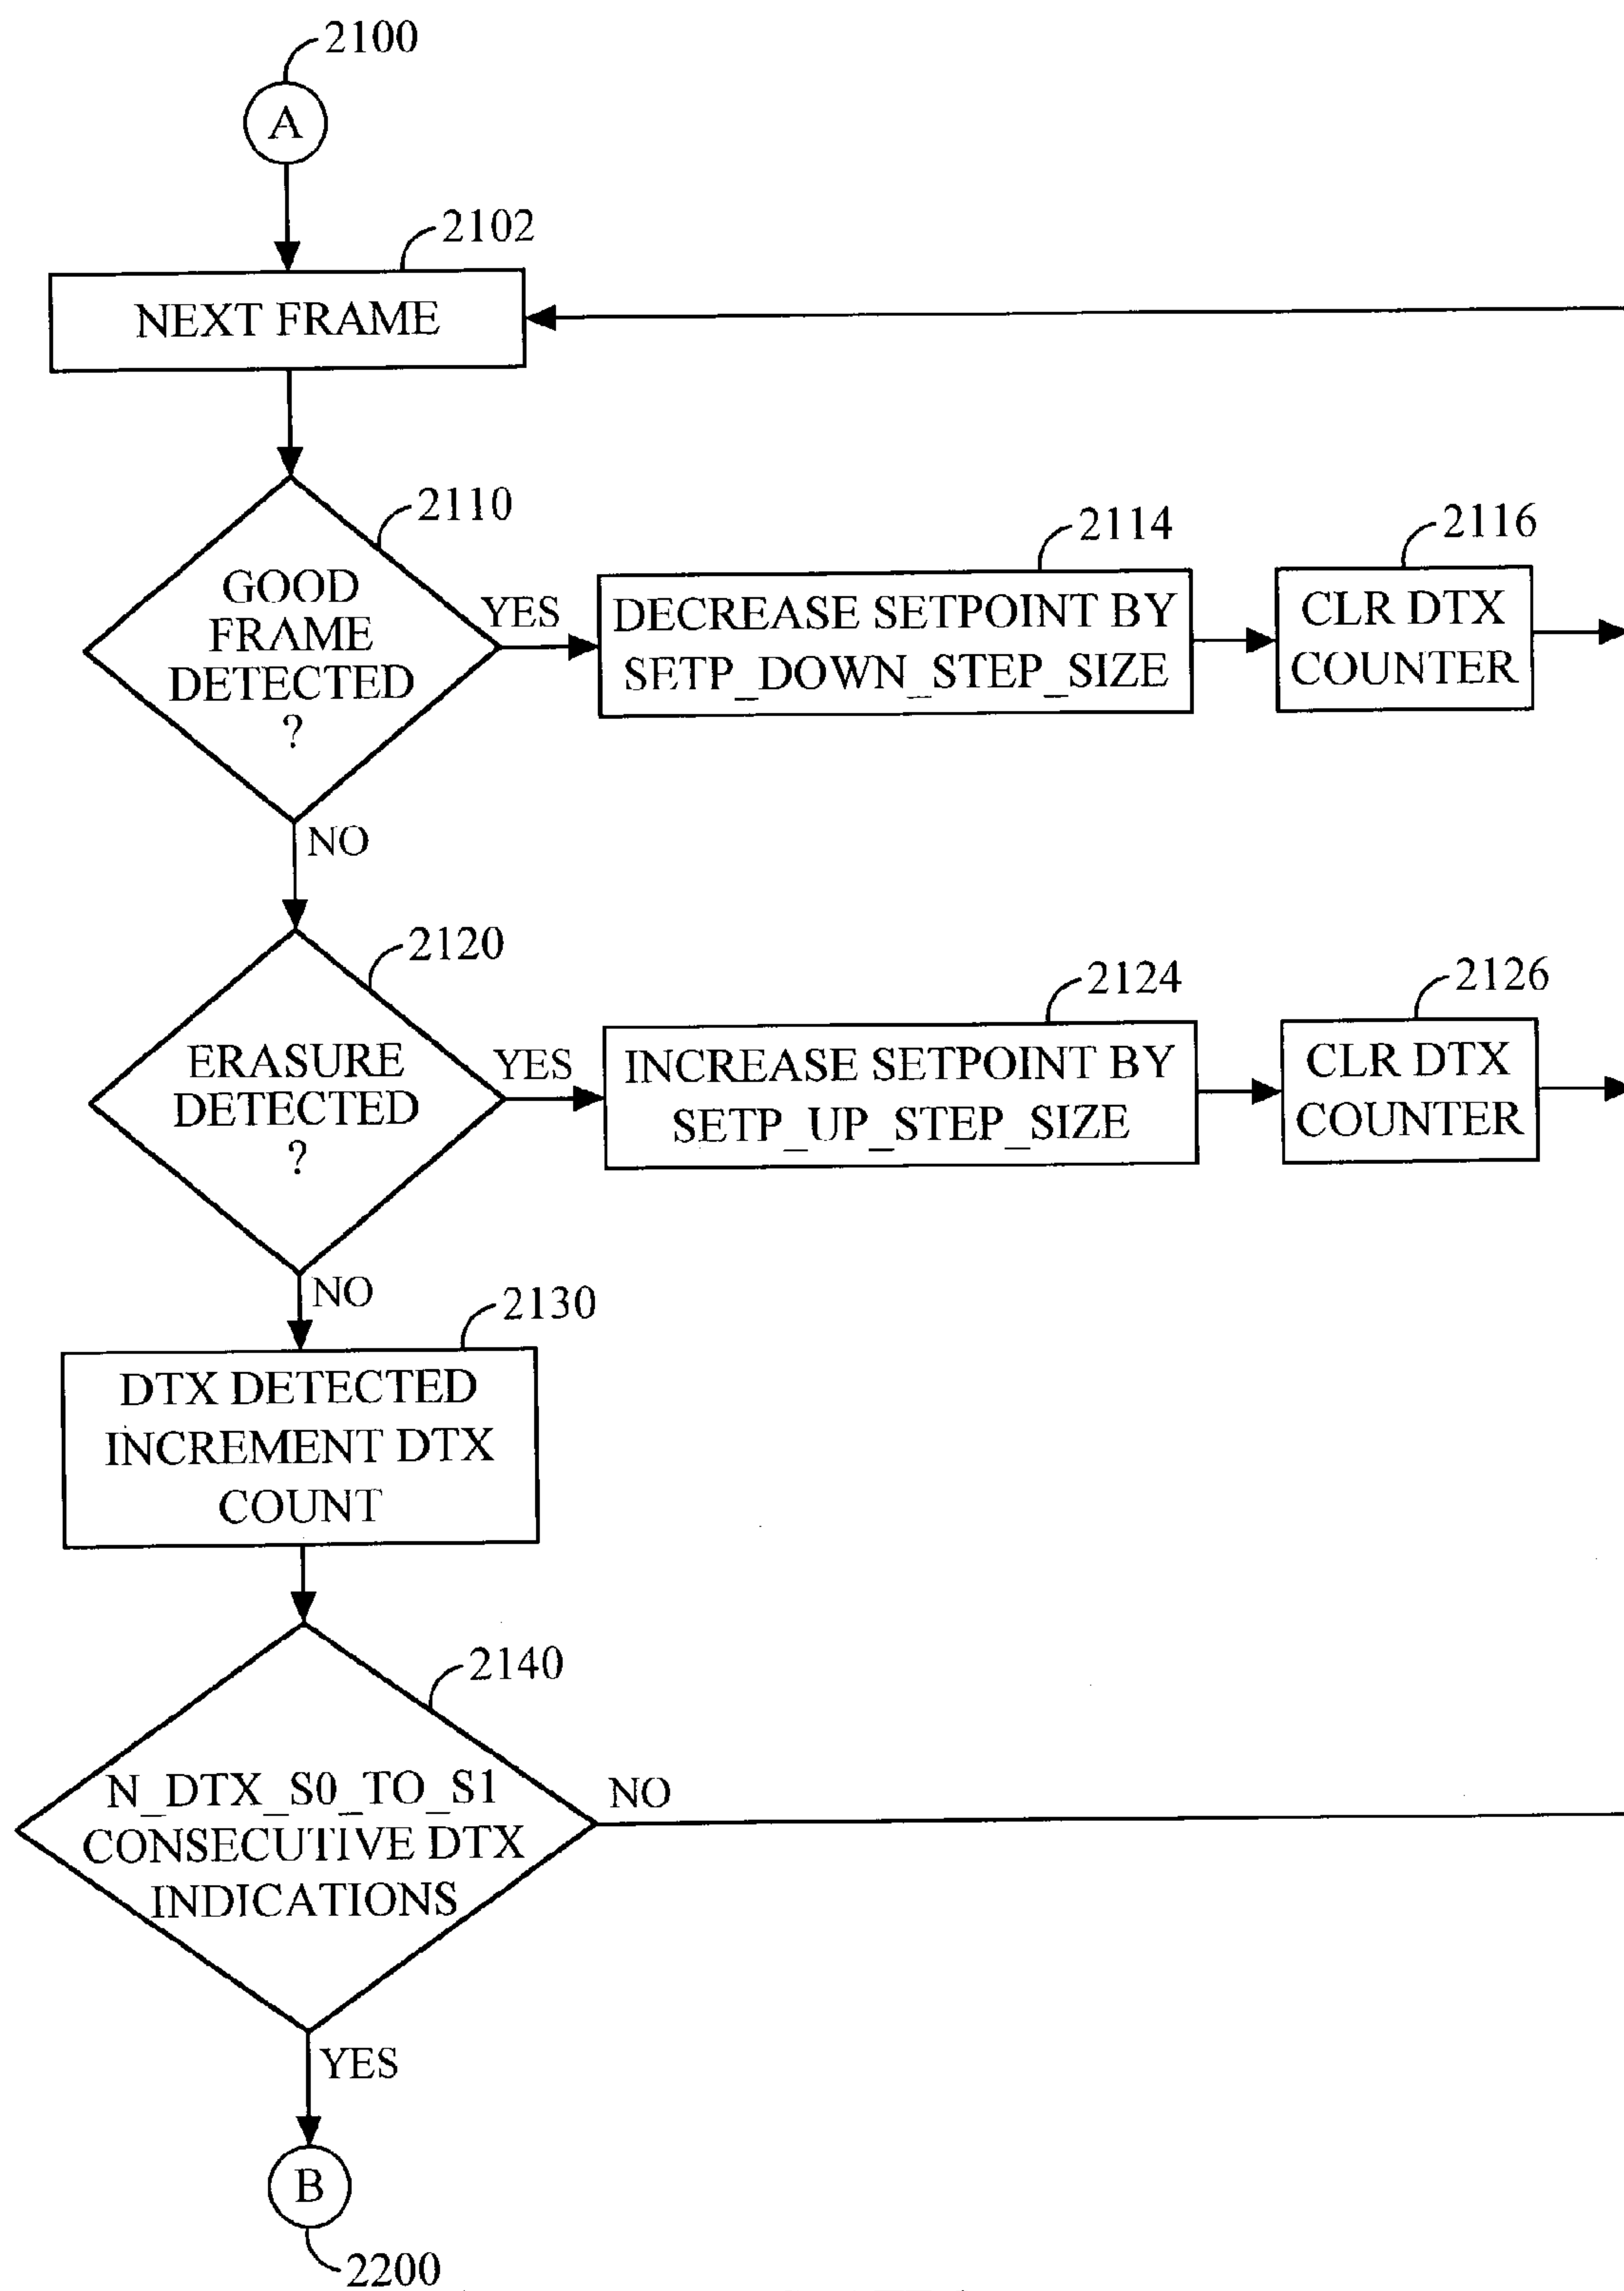 2100
A
2102
NEXT FRAME
2110
GOOD
FRAME
DETECTED
?
YES
2114
DECREASE SETPOINT BY
SETP_DOWN_STEP_SIZE
2116
CLR DTX
COUNTER
NO
2120
ERASURE
DETECTED
?
YES
2124
INCREASE SETPOINT BY
SETP_UP_STEP_SIZE
2126
CLR DTX
COUNTER
NO
2130
DTX DETECTED
INCREMENT DTX
COUNT
2140
N_DTX_S0_TO_S1
CONSECUTIVE DTX
INDICATIONS
NO
YES
B
2200